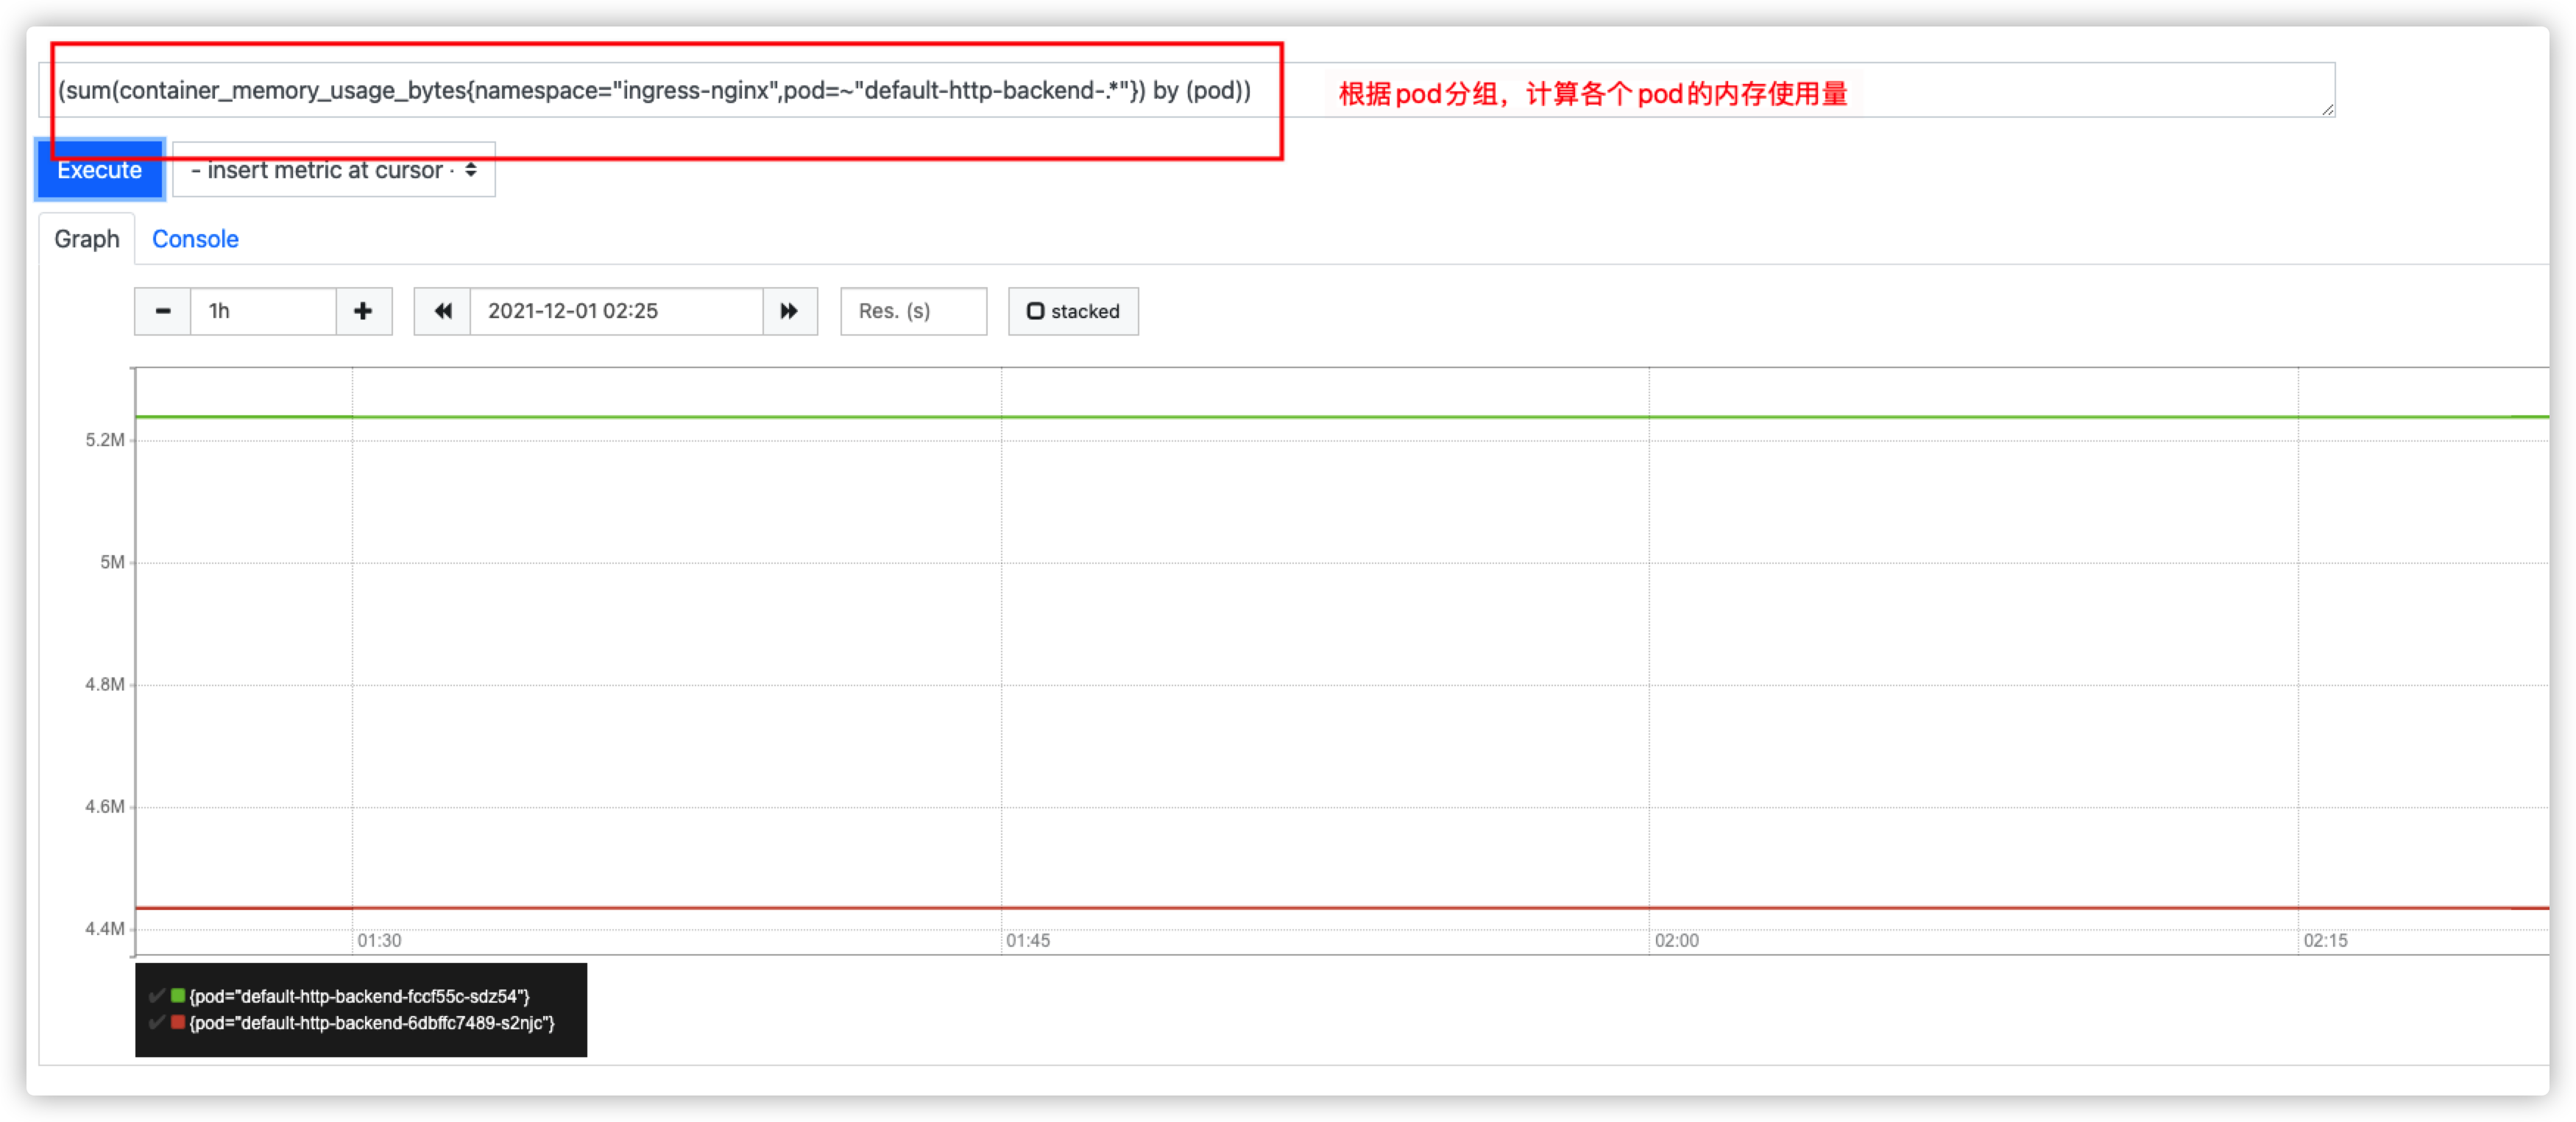 (sum(container_memory_usage_bytes{namespace="ingress-nginx",pod=~"default-http-backend-.*"}) by (pod))
根据pod分组，计算各个pod的内存使用量
Execute
- insert metric at cursor -
Graph
Console
1h
2021-12-01 02:25
Res. (s)
stacked
5.2M
5M
4.8M
4.6M
4.4M
01:30
01:45
02:00
02:15
{pod="default-http-backend-fccf55c-sdz54"}
{pod="default-http-backend-6dbffc7489-s2njc"}